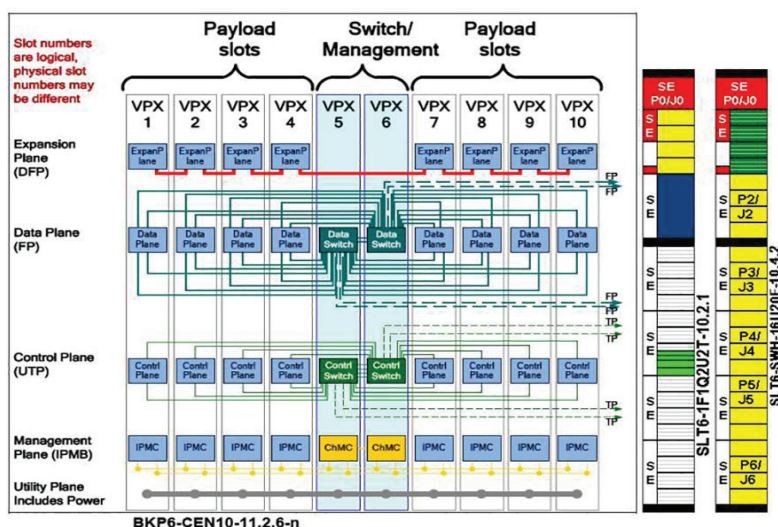 Slot numbers
are logical,
physical slot
numbers may
be different
Payload
slots
Switch/
Management
Payload
slots
VPX
1
VPX
2
VPX
3
VPX
4
VPX
5
VPX
6
VPX
7
VPX
8
VPX
9
VPX
10
Expansion
Plane
(DFP)
ExpanP
lane
ExpanP
lane
ExpanP
lane
ExpanP
lane
ExpanP
lane
ExpanP
lane
ExpanP
lane
ExpanP
lane
FP
FP
Data Plane
(FP)
Data
Plane
Data
Plane
Data
Plane
Data
Plane
Data
Switch
Data
Switch
Data
Plane
Data
Plane
Data
Plane
Data
Plane
FP
FP
TP
TP
Control Plane
(UTP)
Contrl
Plane
Contrl
Plane
Contrl
Plane
Contrl
Plane
Contrl
Switch
Contrl
Switch
Contrl
Plane
Contrl
Plane
Contrl
Plane
Contrl
Plane
TP
TP
Management
Plane (IPMB)
IPMC
IPMC
IPMC
IPMC
ChMC
ChMC
IPMC
IPMC
IPMC
IPMC
Utility Plane
Includes Power
BKP6-CEN10-11.2.6-n
SE
P0/J0
S
E
S
E
S
E
S
E
S
E
S
E
SLT6-1F1Q2U2T-10.2.1
SE
P0/J0
S
E
S
E
P2/
J2
S
E
P3/
J3
S
E
P4/
J4
S
E
P5/
J5
S
E
P6/
J6